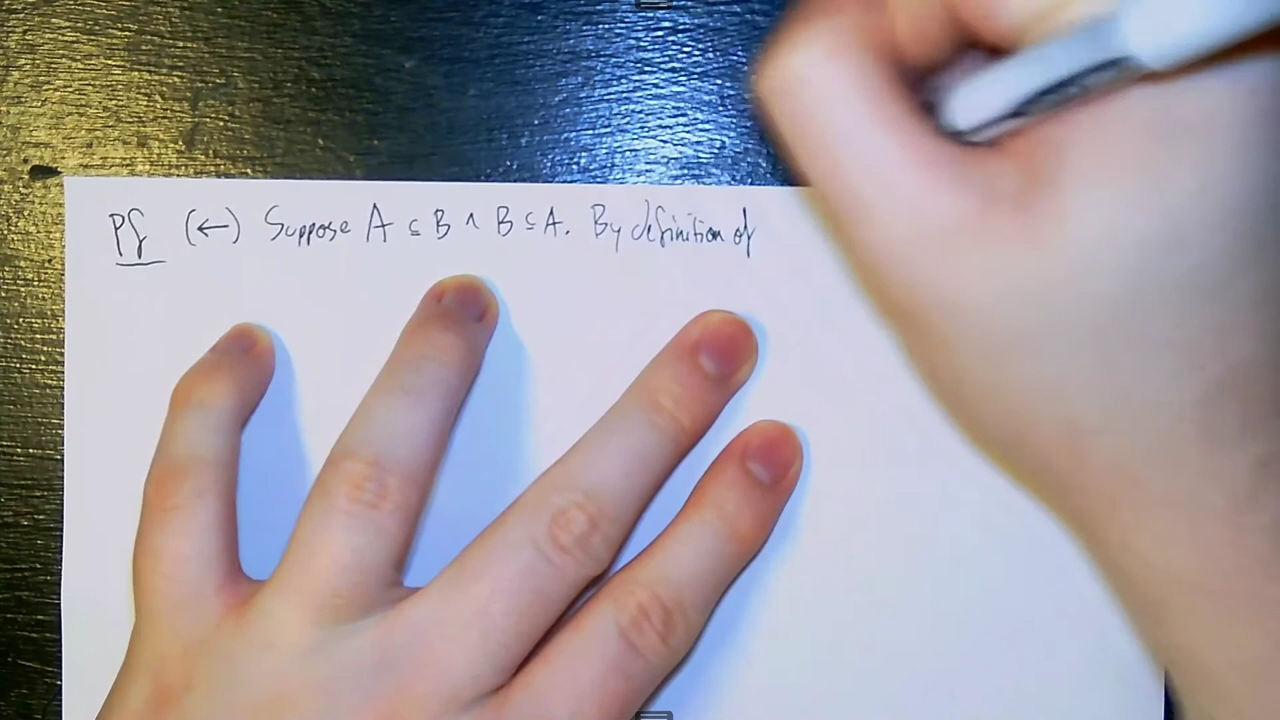 Pf (←) Suppose A ⊆ B ∧ B ⊆ A. By definition of